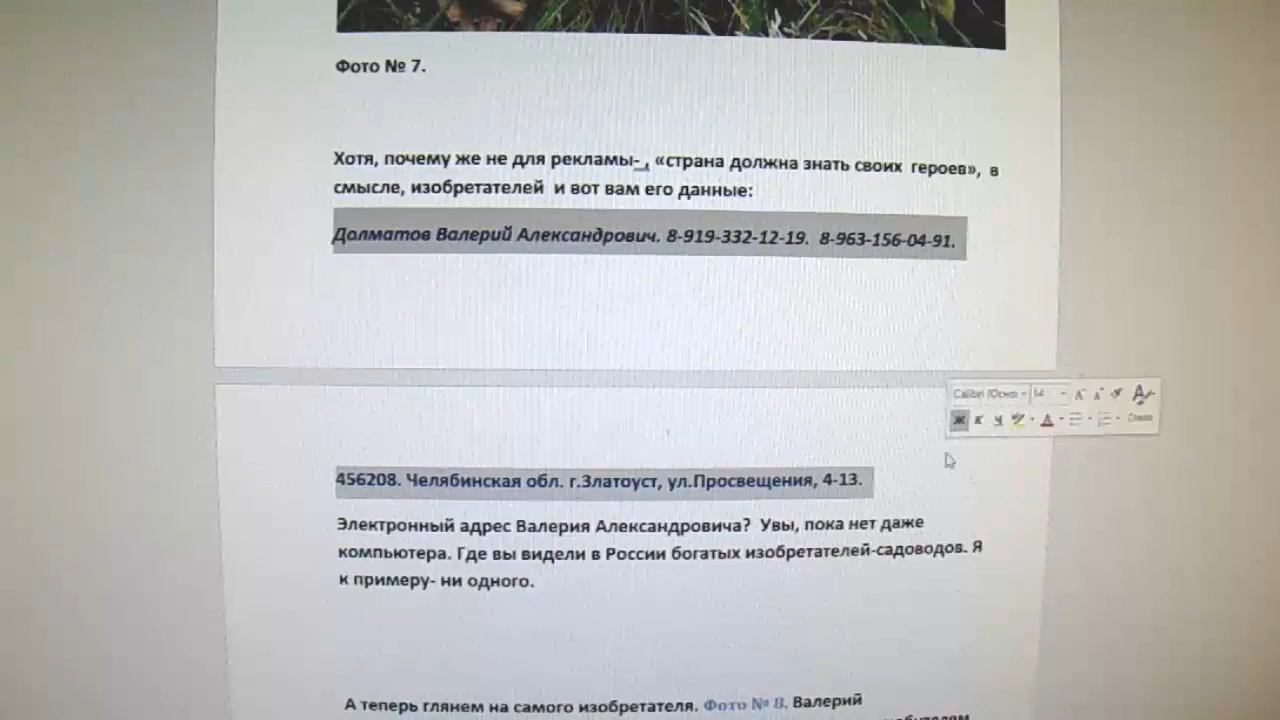 Фото № 7.
Хотя, почему же не для рекламы- , «страна должна знать своих героев», в
смысле, изобретателей и вот вам его данные:
Долматов Валерий Александрович. 8-919-332-12-19. 8-963-156-04-91.
Calibri (Осно 14
Ж К Ч
456208. Челябинская обл. г.Златоуст, ул.Просвещения, 4-13.
Электронный адрес Валерия Александровича? Увы, пока нет даже
компьютера. Где вы видели в России богатых изобретателей-садоводов. Я
к примеру- ни одного.
А теперь глянем на самого изобретателя. Фото № 8. Валерий